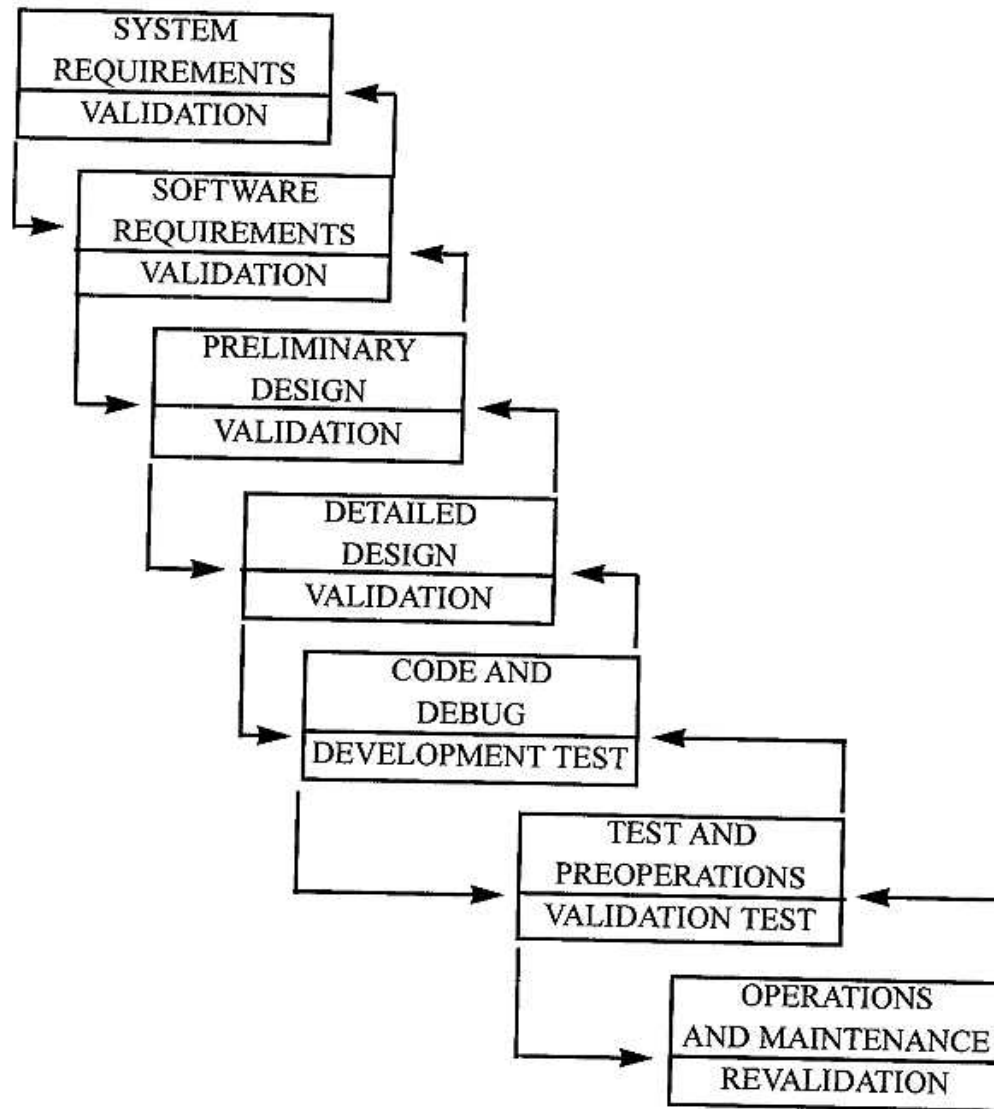 SYSTEM
REQUIREMENTS
VALIDATION
SOFTWARE
REQUIREMENTS
VALIDATION
PRELIMINARY
DESIGN
VALIDATION
DETAILED
DESIGN
VALIDATION
CODE AND
DEBUG
DEVELOPMENT TEST
TEST AND
PREOPERATIONS
VALIDATION TEST
OPERATIONS
AND MAINTENANCE
REVALIDATION